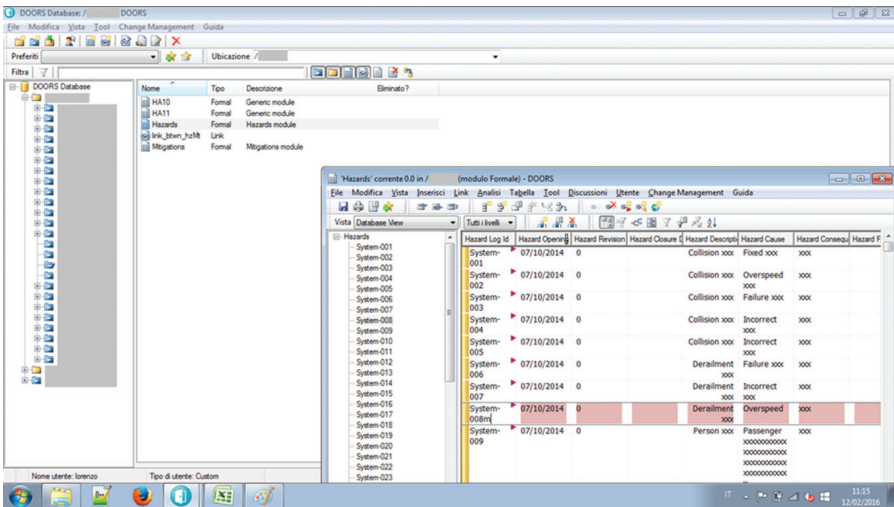 DOORS Database: / DOORS
File Modifica Vista Tool Change Management Guida
Preferiti Ubicazione /
Filtra
DOORS Database
Nome Tipo Descrizione Eliminato?
HA10 Formal Generic module
HA11 Formal Generic module
Hazards Formal Hazards module
link_btwn_hzMt Link
Mitigations Formal Mitigations module
'Hazards' corrente 0.0 in / (modulo Formale) - DOORS
File Modifica Vista Inserisci Link Analisi Tabella Tool Discussioni Utente Change Management Guida
Vista Database View Tutti i livelli
Hazards
System-001
System-002
System-003
System-004
System-005
System-006
System-007
System-008
System-009
System-010
System-011
System-012
System-013
System-014
System-015
System-016
System-017
System-018
System-019
System-020
System-021
System-022
System-023
Hazard Log Id Hazard Opening Hazard Revision Hazard Closure D Hazard Descripti Hazard Cause Hazard Consequ Hazard F
System- 07/10/2014 0 Collision xxx Fixed xxx xxx
001
System- 07/10/2014 0 Collision xxx Overspeed xxx
002 xxx
System- 07/10/2014 0 Collision xxx Failure xxx xxx
003
System- 07/10/2014 0 Collision xxx Incorrect xxx
004 xxx
System- 07/10/2014 0 Collision xxx Incorrect xxx
005 xxx
System- 07/10/2014 0 Derailment Failure xxx xxx
006 xxx
System- 07/10/2014 0 Derailment Incorrect xxx
007 xxx xxx
System- 07/10/2014 0 Derailment Overspeed xxx
008m xxx
System- 07/10/2014 0 Person xxx Passenger xxx
009 xxxxxxxxxxx
xxxxxxxxxxx
xxxxxxxxxxx
xxxxxxxxxxx
Nome utente: lorenzo Tipo di utente: Custom
IT 11:15
12/02/2016